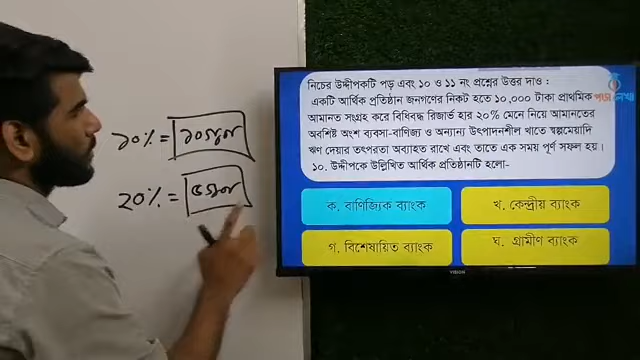 ১০% = ১০গুন
20% = ৫গুন
নিচের উদ্দীপকটি পড় এবং ১০ ও ১১ নং প্রশ্নের উত্তর দাও :
একটি আর্থিক প্রতিষ্ঠান জনগণের নিকট হতে ১০,০০০ টাকা প্রাথমিক
আমানত সংগ্রহ করে বিধিবদ্ধ রিজার্ভ হার ২০% মেনে নিয়ে আমানতের
অবশিষ্ট অংশ ব্যবসা-বাণিজ্য ও অন্যান্য উৎপাদনশীল খাতে স্বল্পমেয়াদি
ঋণ দেয়ার তৎপরতা অব্যাহত রাখে এবং তাতে এক সময় পূর্ণ সফল হয়।
১০. উদ্দীপকে উল্লিখিত আর্থিক প্রতিষ্ঠানটি হলো-
ক. বাণিজ্যিক ব্যাংক
খ. কেন্দ্রীয় ব্যাংক
গ. বিশেষায়িত ব্যাংক
ঘ. গ্রামীণ ব্যাংক
VISION